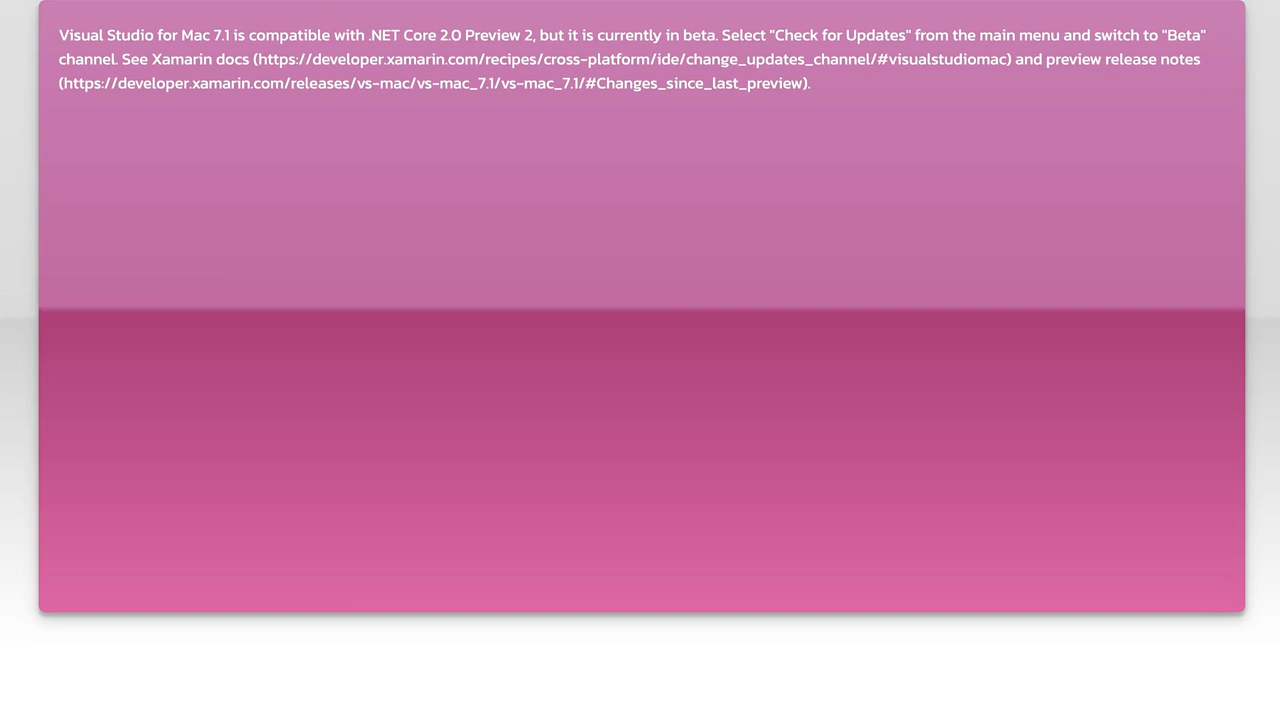 Visual Studio for Mac 7.1 is compatible with .NET Core 2.0 Preview 2, but it is currently in beta. Select "Check for Updates" from the main menu and switch to "Beta"
channel. See Xamarin docs (https://developer.xamarin.com/recipes/cross-platform/ide/change_updates_channel/#visualstudiomac) and preview release notes
(https://developer.xamarin.com/releases/vs-mac/vs-mac_7.1/vs-mac_7.1/#Changes_since_last_preview).